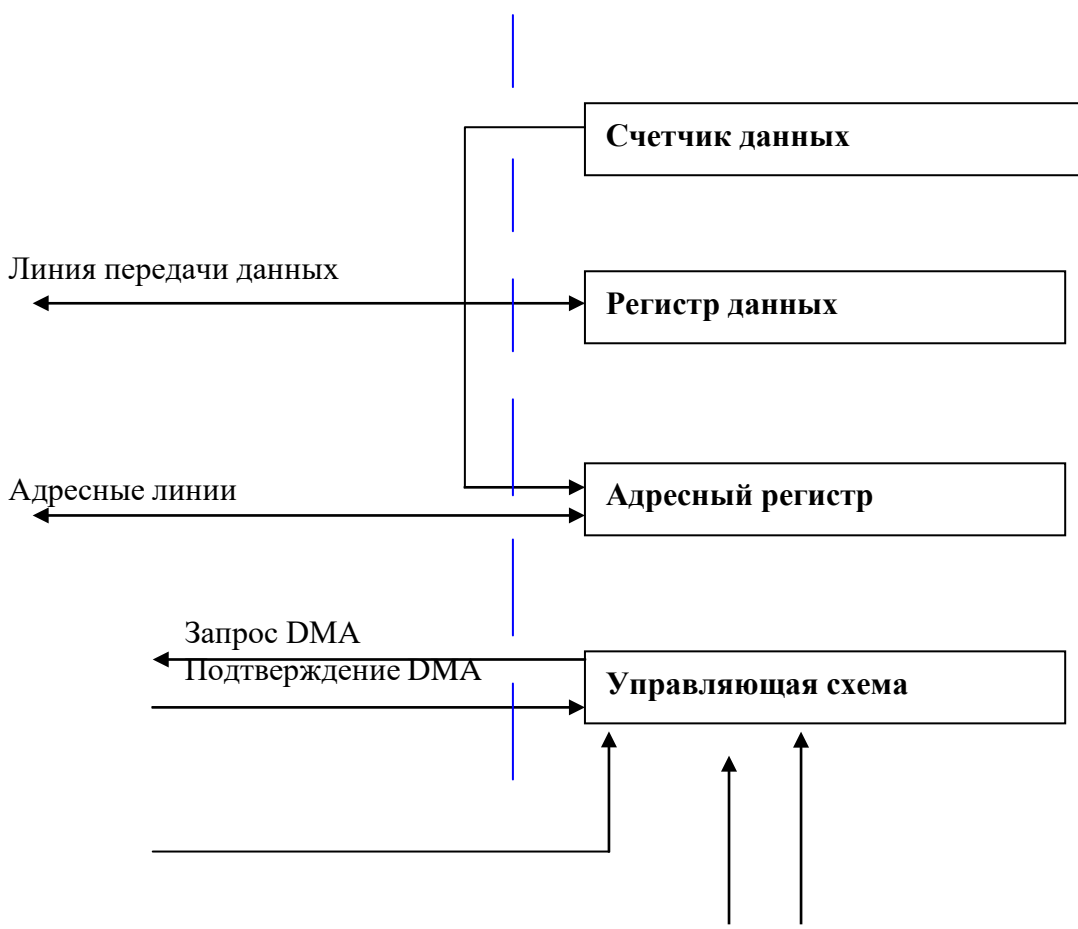 Счетчик данных
Линия передачи данных
Регистр данных
Адресные линии
Адресный регистр
Запрос DMA
Подтверждение DMA
Управляющая схема